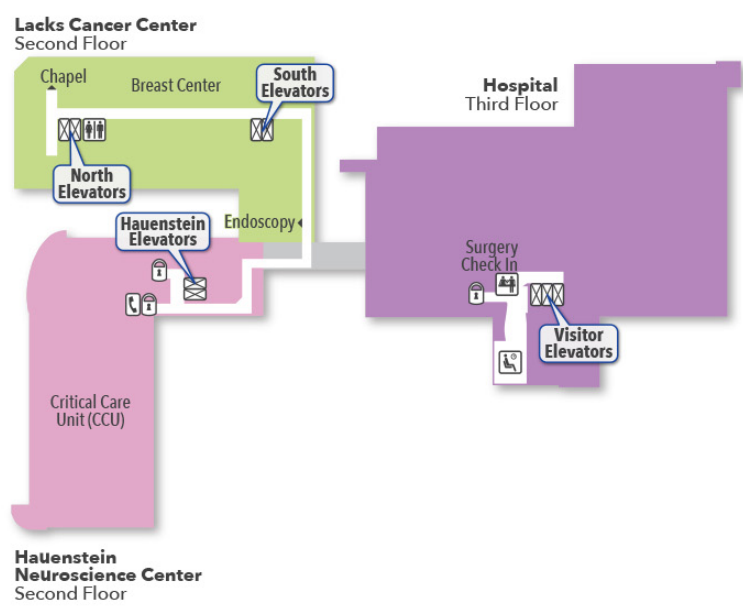 Lacks Cancer Center
Second Floor
Chapel
Breast Center
South
Elevators
Hospital
Third Floor
North
Elevators
Hauenstein
Elevators
Endoscopy
Surgery
Check In
Visitor
Elevators
Critical Care
Unit (CCU)
Hauenstein
Neuroscience Center
Second Floor